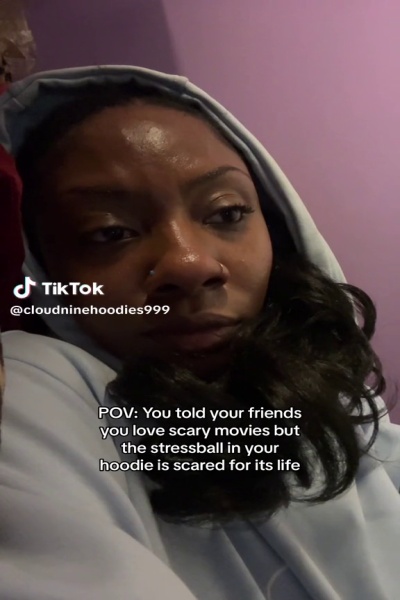 TikTok
@cloudninehoodies999
POV: You told your friends
you love scary movies but
the stressball in your
hoodie is scared for its life